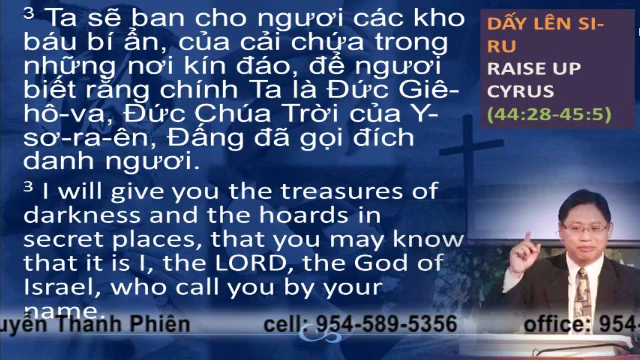 ³ Ta sẽ ban cho ngươi các kho
báu bí ẩn, của cải chứa trong
những nơi kín đáo, để ngươi
biết rằng chính Ta là Đức Giê-
hô-va, Đức Chúa Trời của Y-
sơ-ra-ên, Đấng đã gọi đích
danh ngươi.
³ I will give you the treasures of
darkness and the hoards in
secret places, that you may know
that it is I, the LORD, the God of
Israel, who call you by your
name.
DẤY LÊN SI-
RU
RAISE UP
CYRUS
(44:28-45:5)
uyễn Thanh Phiên cell: 954-589-5356 office: 954-